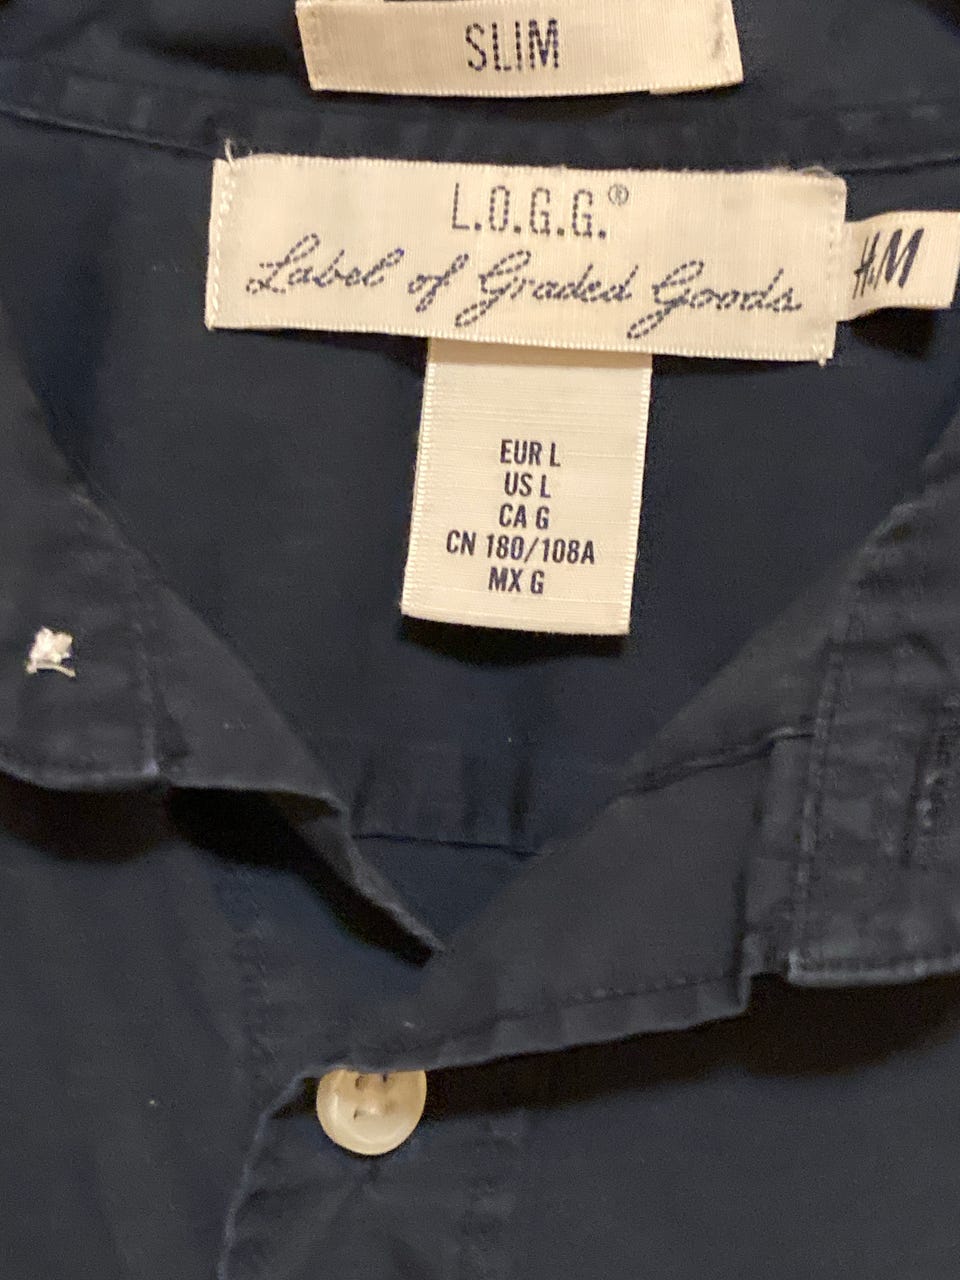 SLIM
L.O.G.G.®
Label of Graded Goods
H&M
EUR L
US L
CA G
CN 180/108A
MX G